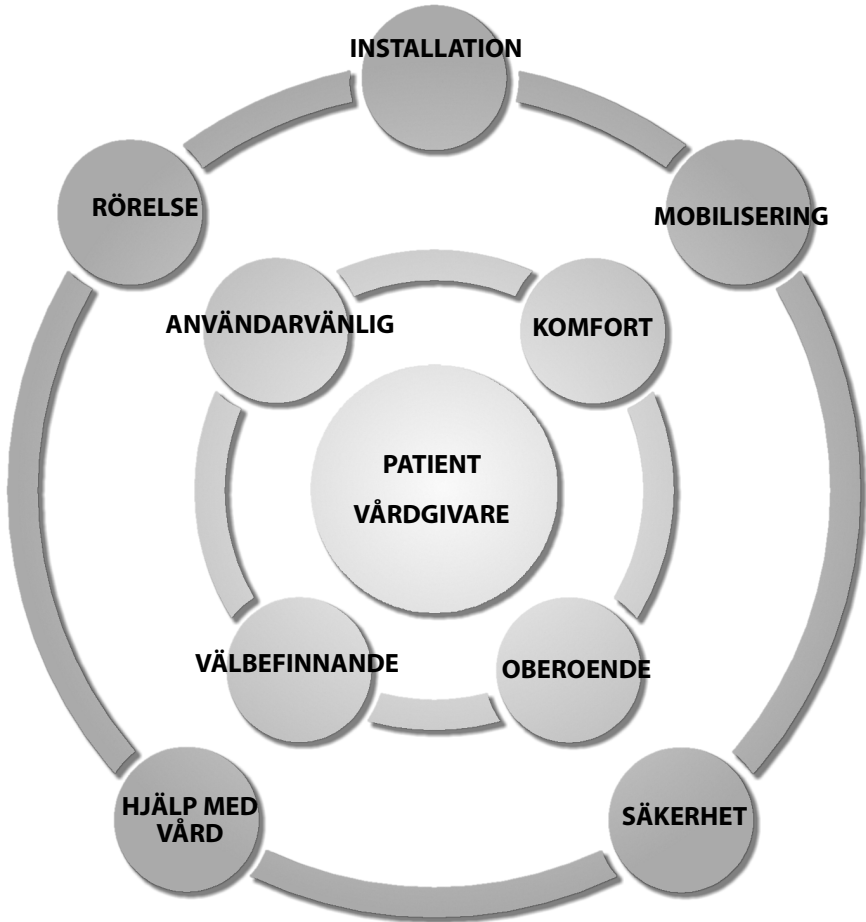 INSTALLATION
RÖRELSE
MOBILISERING
ANVÄNDARVÄNLIG
KOMFORT
PATIENT
VÅRDGIVARE
VÄLBEFINNANDE
OBEROENDE
HJÄLP MED
VÅRD
SÄKERHET